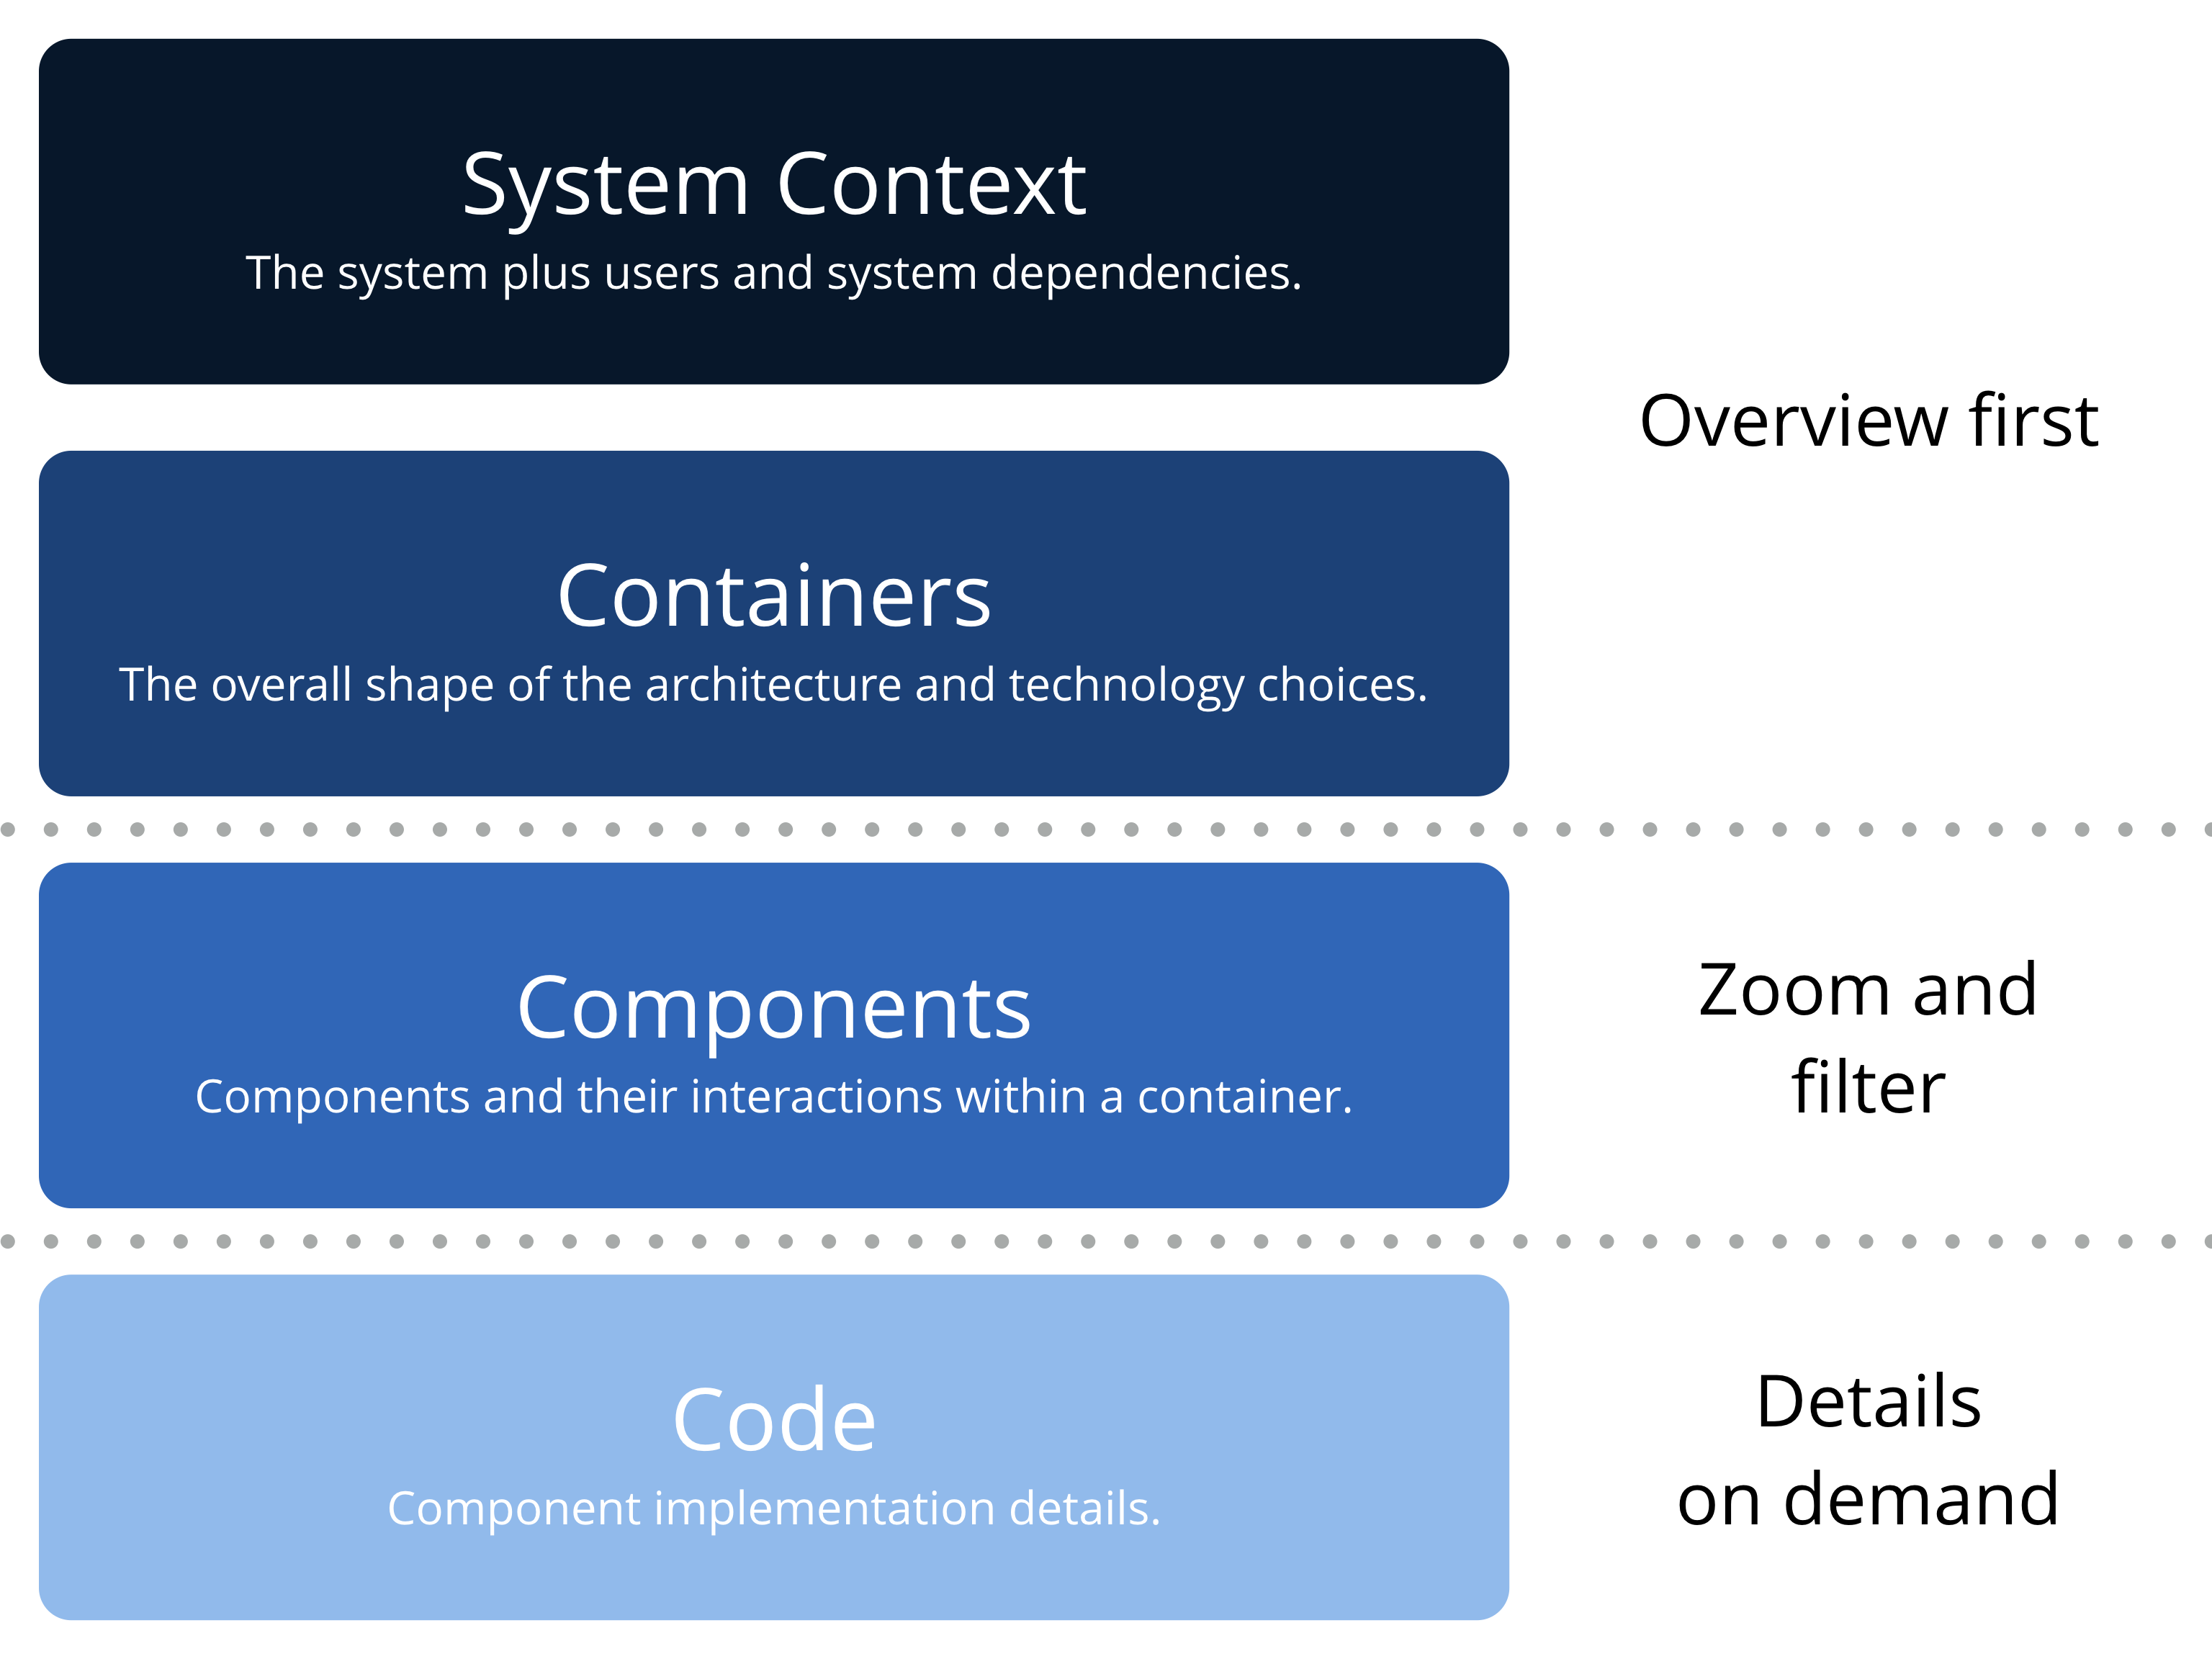 System Context
The system plus users and system dependencies.
Overview first
Containers
The overall shape of the architecture and technology choices.
Components
Components and their interactions within a container.
Zoom and
filter
Code
Component implementation details.
Details
on demand